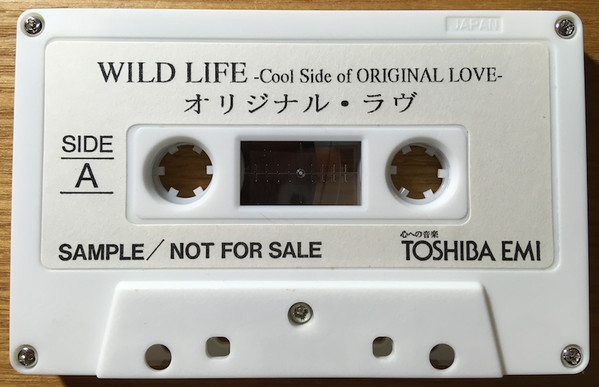 JAPAN
WILD LIFE -Cool Side of ORIGINAL LOVE-
オリジナル・ラヴ
SIDE
A
SAMPLE/NOT FOR SALE
心への音楽
TOSHIBA EMI